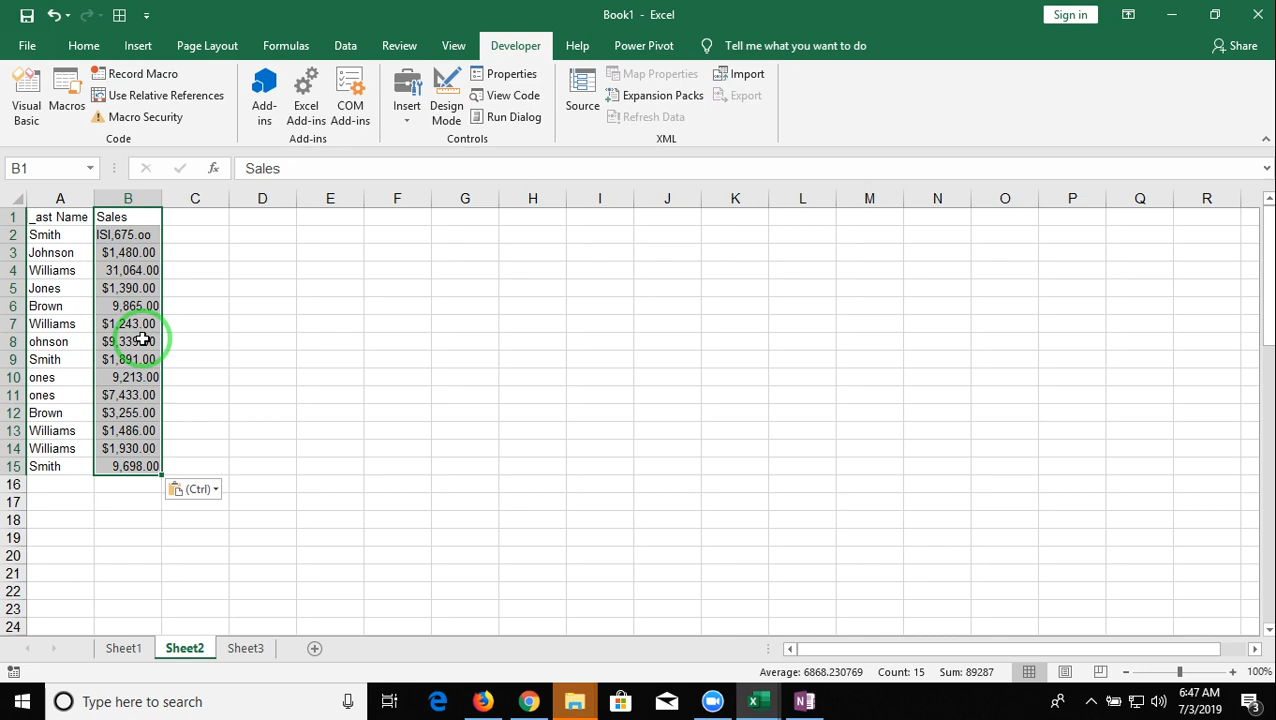 Book1 - Excel
Sign in
File Home Insert Page Layout Formulas Data Review View Developer Help Power Pivot Tell me what you want to do Share
Visual Basic
Macros
Record Macro
Use Relative References
Macro Security
Code
Add-ins
Excel Add-ins
COM Add-ins
Add-ins
Insert
Design Mode
Properties
View Code
Run Dialog
Controls
Source
Map Properties
Expansion Packs
Refresh Data
Import
Export
XML
B1 fx Sales
A B C D E F G H I J K L M N O P Q R
1 _ast Name Sales
2 Smith ISI,675.oo
3 Johnson $1,480.00
4 Williams 31,064.00
5 Jones $1,390.00
6 Brown 9,865.00
7 Williams $1,243.00
8 ohnson $9,339.00
9 Smith $1,891.00
10 ones 9,213.00
11 ones $7,433.00
12 Brown $3,255.00
13 Williams $1,486.00
14 Williams $1,930.00
15 Smith 9,698.00
16 (Ctrl)
17
18
19
20
21
22
23
24
Sheet1 Sheet2 Sheet3
Average: 6868.230769 Count: 15 Sum: 89287 100%
Type here to search
6:47 AM
7/3/2019
3